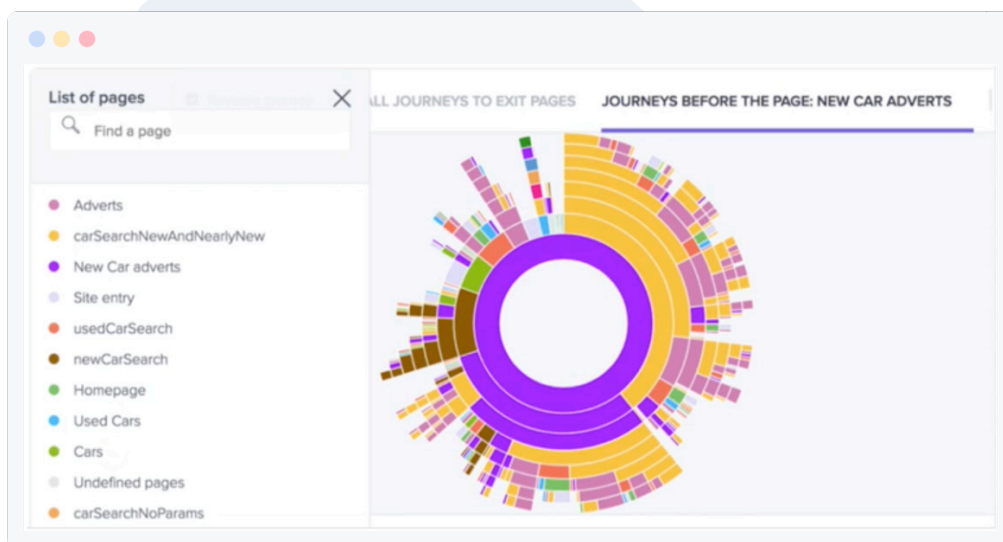 List of pages
ALL JOURNEYS TO EXIT PAGES
JOURNEYS BEFORE THE PAGE: NEW CAR ADVERTS
Find a page
Adverts
carSearchNewAndNearlyNew
New Car adverts
Site entry
usedCarSearch
newCarSearch
Homepage
Used Cars
Cars
Undefined pages
carSearchNoParams